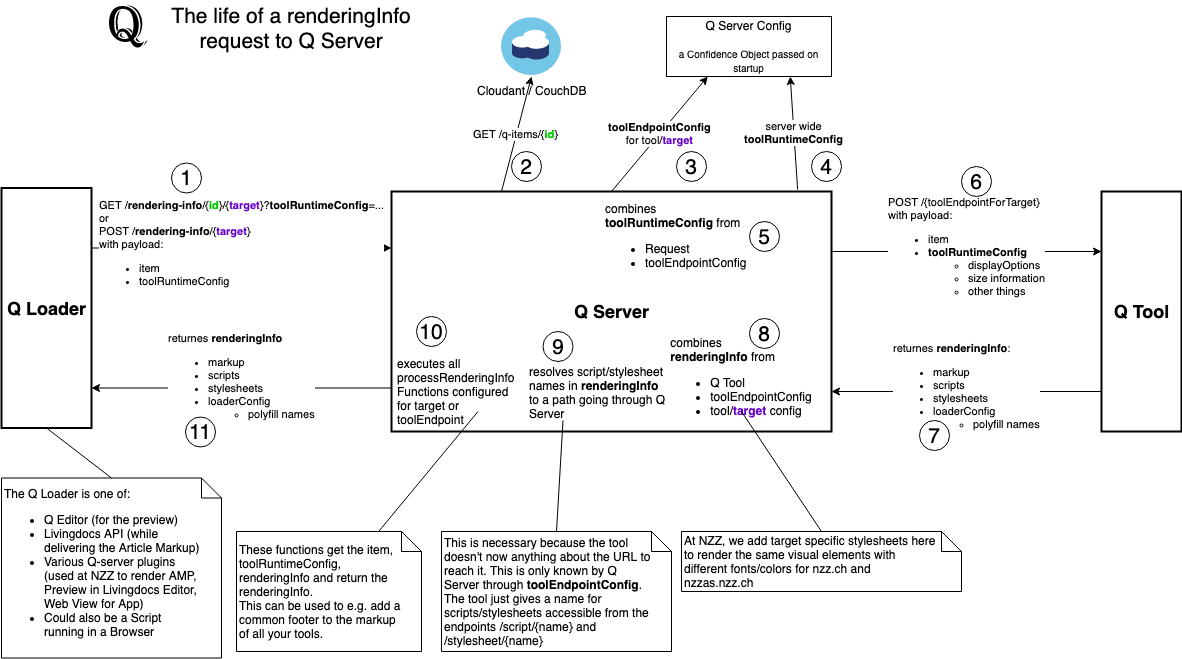 Q
The life of a renderingInfo
request to Q Server
Cloudant / CouchDB
GET /q-items/{id}
2
Q Server Config
a Confidence Object passed on
startup
toolEndpointConfig
for tool/target
3
server wide
toolRuntimeConfig
4
1
GET /rendering-info/{id}/{target}?toolRuntimeConfig=...
or
POST /rendering-info/{target}
with payload:
item
toolRuntimeConfig
Q Loader
combines
toolRuntimeConfig from
Request
toolEndpointConfig
5
Q Server
6
POST /{toolEndpointForTarget}
with payload:
item
toolRuntimeConfig
displayOptions
size information
other things
Q Tool
returnes renderingInfo:
markup
scripts
stylesheets
loaderConfig
polyfill names
7
8
combines
renderingInfo from
Q Tool
toolEndpointConfig
tool/target config
9
resolves script/stylesheet
names in renderingInfo
to a path going through Q
Server
10
executes all
processRenderingInfo
Functions configured
for target or
toolEndpoint
returnes renderingInfo
markup
scripts
stylesheets
loaderConfig
polyfill names
11
The Q Loader is one of:
Q Editor (for the preview)
Livingdocs API (while
delivering the Article Markup)
Various Q-server plugins
(used at NZZ to render AMP,
Preview in Livingdocs Editor,
Web View for App)
Could also be a Script
running in a Browser
These functions get the item,
toolRuntimeConfig,
renderingInfo and return the
renderingInfo.
This can be used to e.g. add a
common footer to the markup
of all your tools.
This is necessary because the tool
doesn't now anything about the URL to
reach it. This is only known by Q
Server through toolEndpointConfig.
The tool just gives a name for
scripts/stylesheets accessible from the
endpoints /script/{name} and
/stylesheet/{name}
At NZZ, we add target specific stylesheets here
to render the same visual elements with
different fonts/colors for nzz.ch and
nzzas.nzz.ch